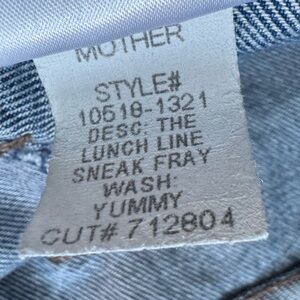 MOTHER
STYLE#
10518-1321
DESC: THE
LUNCH LINE
SNEAK FRAY
WASH:
YUMMY
CUT# 712804